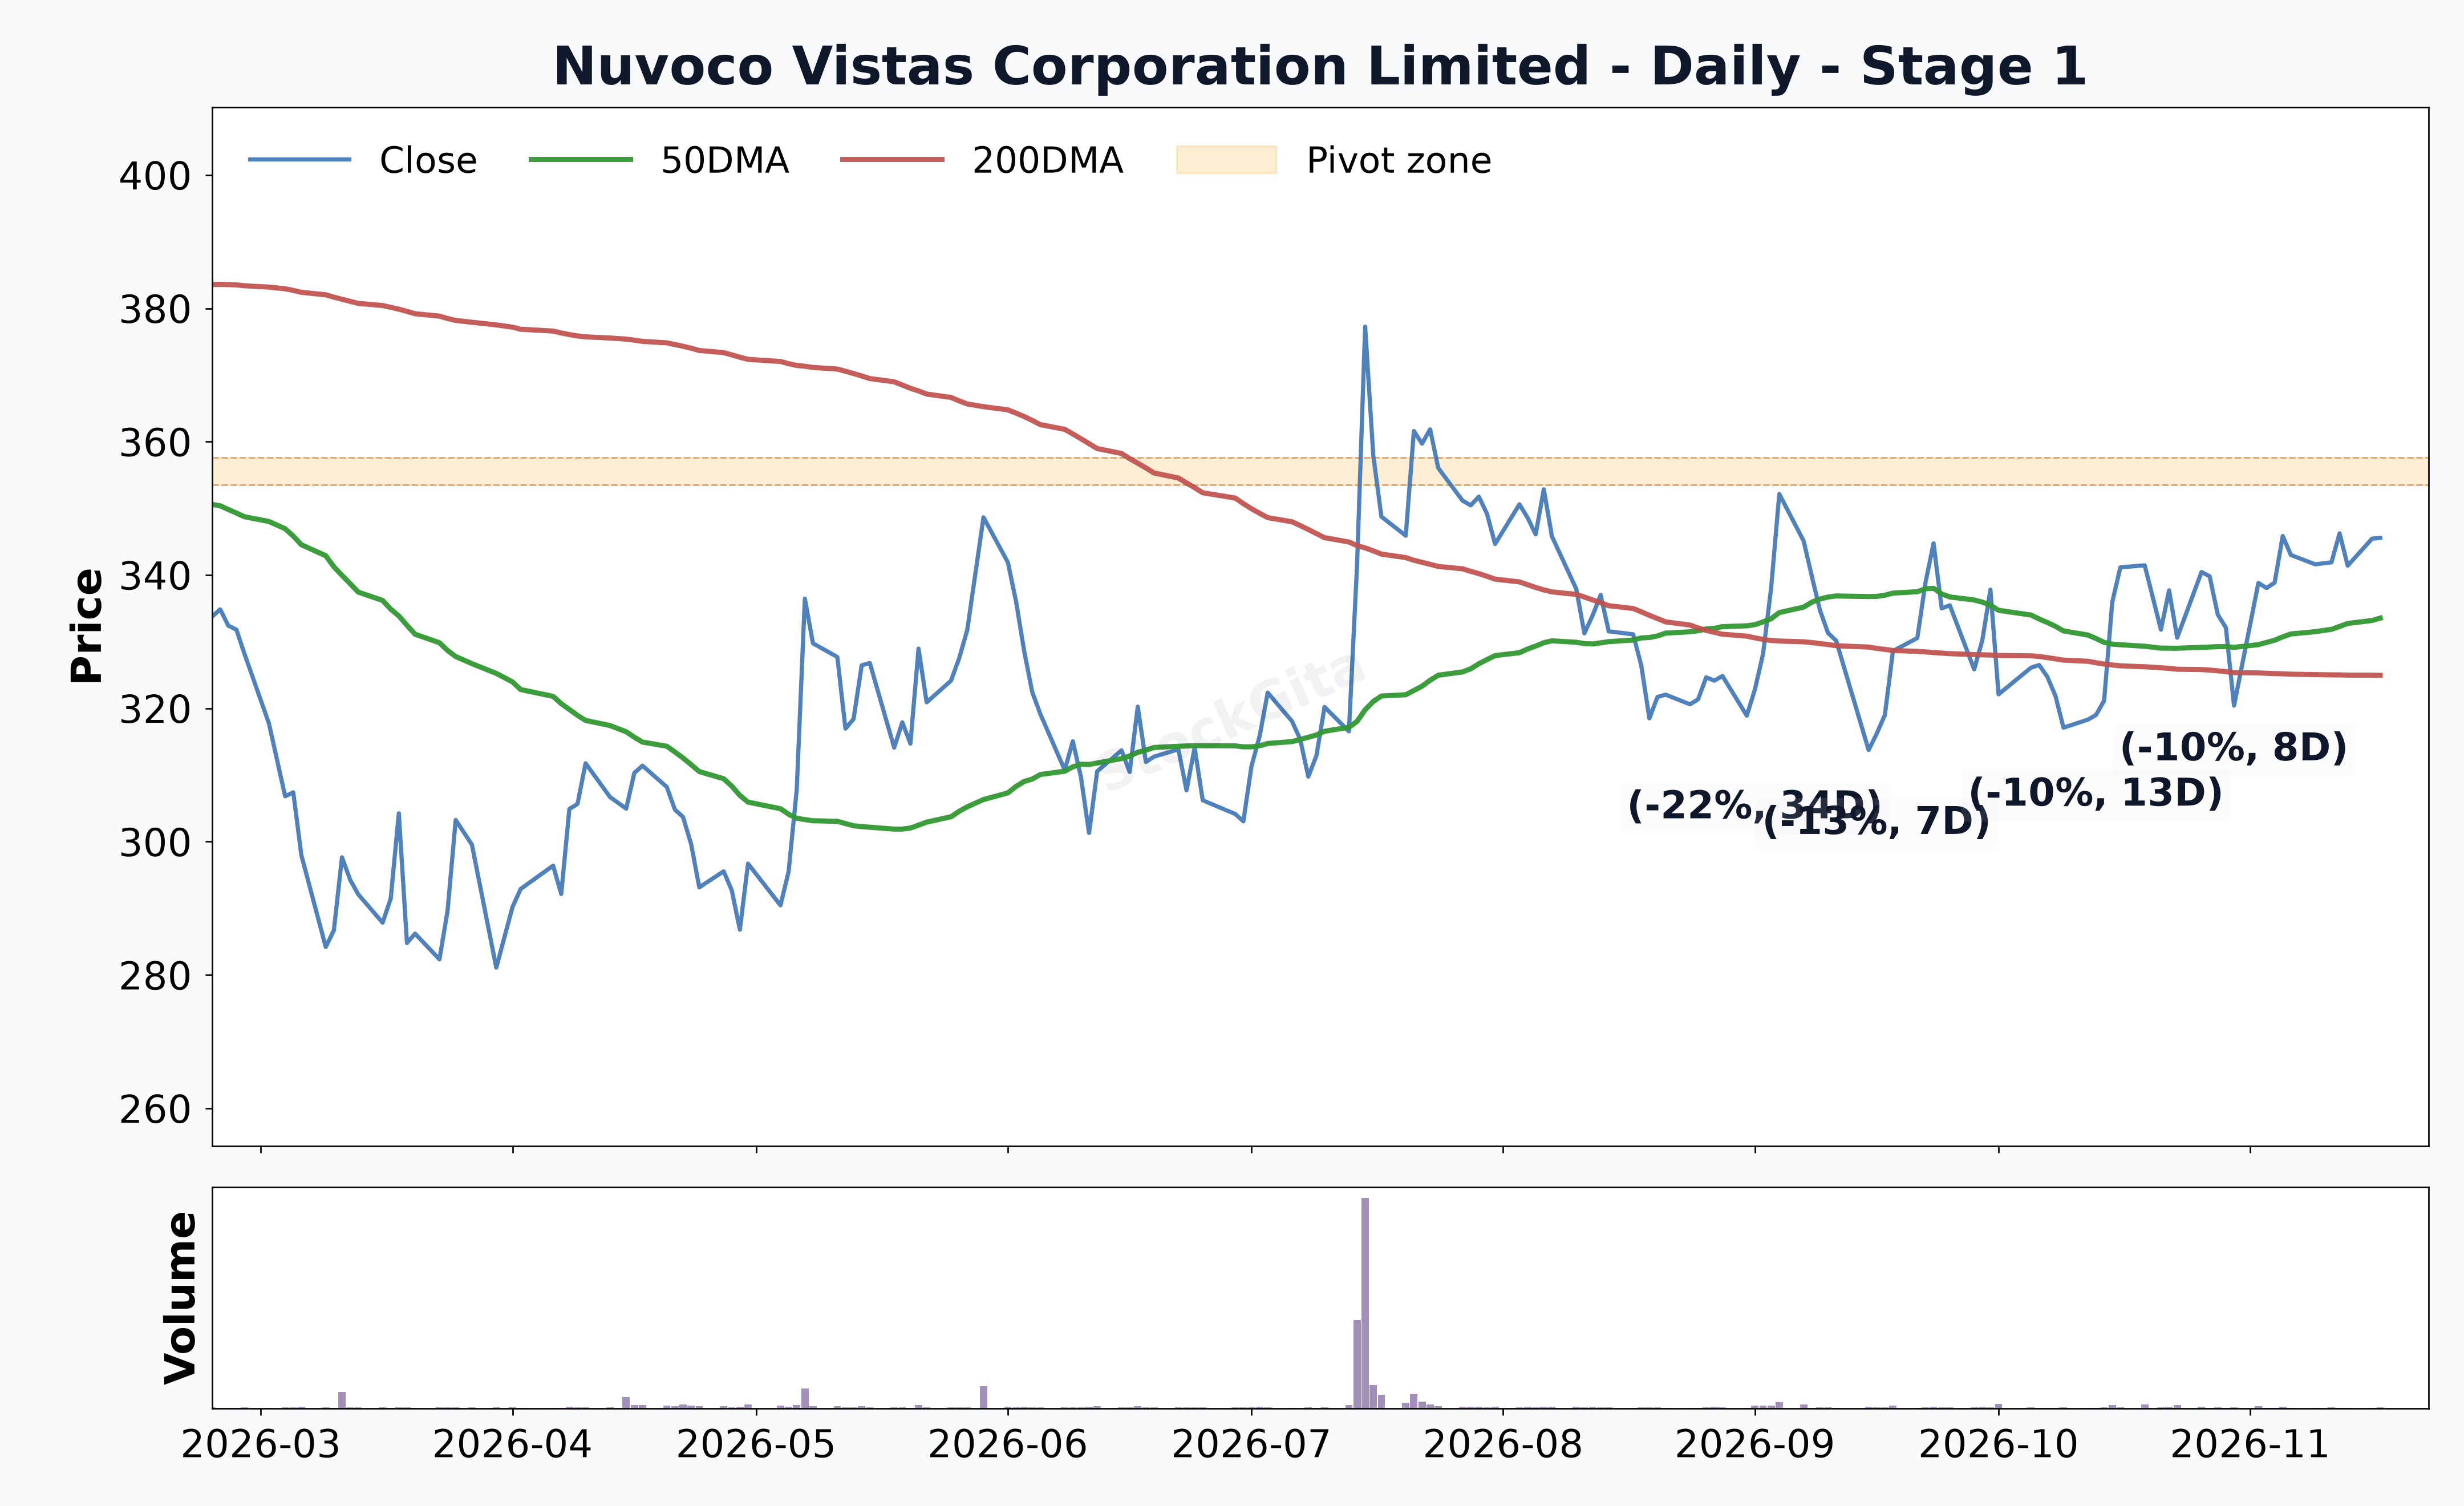 Nuvoco Vistas Corporation Limited - Daily - Stage 1
Close 50DMA 200DMA Pivot zone
400
380
360
340
320
300
280
260
Price
StockGita
(-10%, 8D)
(-10%, 13D)
(-22%, 34D)
(-13%, 7D)
Volume
2026-03 2026-04 2026-05 2026-06 2026-07 2026-08 2026-09 2026-10 2026-11